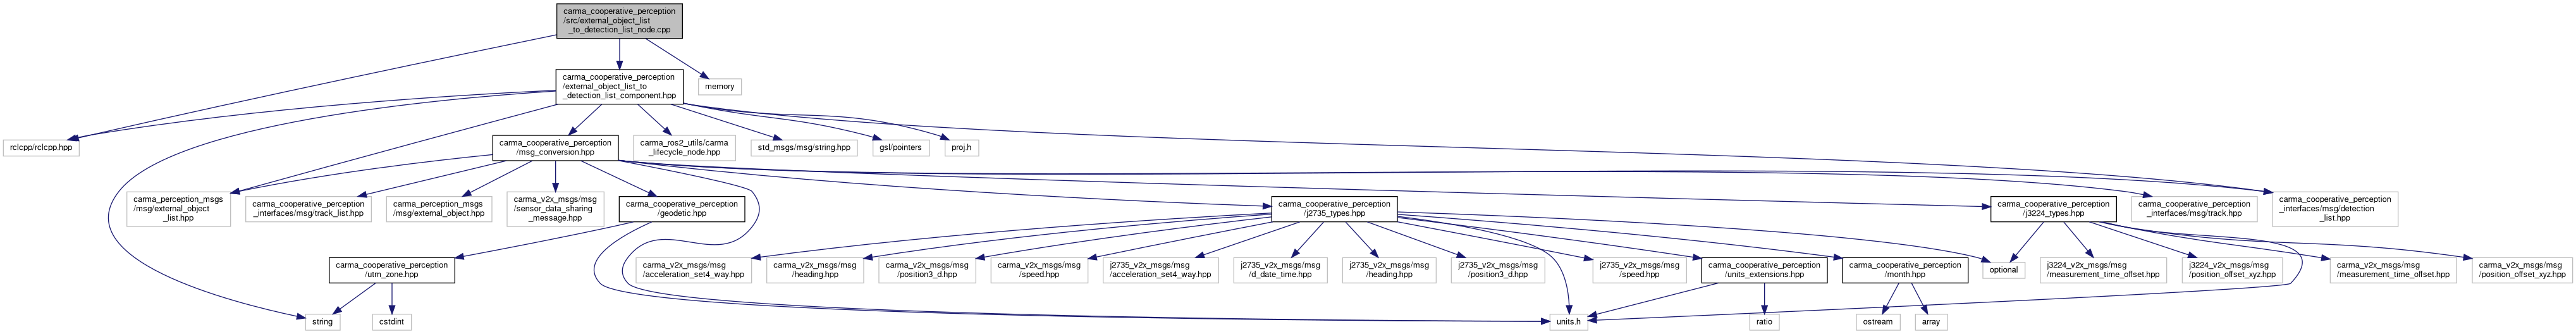 carma_cooperative_perception
/src/external_object_list
_to_detection_list_node.cpp
carma_cooperative_perception
/external_object_list_to
_detection_list_component.hpp
memory
rclcpp/rclcpp.hpp
carma_cooperative_perception
/msg_conversion.hpp
carma_ros2_utils/carma
_lifecycle_node.hpp
std_msgs/msg/string.hpp
gsl/pointers
proj.h
carma_perception_msgs
/msg/external_object
_list.hpp
carma_cooperative_perception
_interfaces/msg/track_list.hpp
carma_perception_msgs
/msg/external_object.hpp
carma_v2x_msgs/msg
/sensor_data_sharing
_message.hpp
carma_cooperative_perception
/geodetic.hpp
carma_cooperative_perception
/j2735_types.hpp
carma_cooperative_perception
/j3224_types.hpp
carma_cooperative_perception
_interfaces/msg/track.hpp
carma_cooperative_perception
_interfaces/msg/detection
_list.hpp
carma_cooperative_perception
/utm_zone.hpp
carma_v2x_msgs/msg
/acceleration_set4_way.hpp
carma_v2x_msgs/msg
/heading.hpp
carma_v2x_msgs/msg
/position3_d.hpp
carma_v2x_msgs/msg
/speed.hpp
j2735_v2x_msgs/msg
/acceleration_set4_way.hpp
j2735_v2x_msgs/msg
/d_date_time.hpp
j2735_v2x_msgs/msg
/heading.hpp
j2735_v2x_msgs/msg
/position3_d.hpp
j2735_v2x_msgs/msg
/speed.hpp
carma_cooperative_perception
/units_extensions.hpp
carma_cooperative_perception
/month.hpp
optional
j3224_v2x_msgs/msg
/measurement_time_offset.hpp
j3224_v2x_msgs/msg
/position_offset_xyz.hpp
carma_v2x_msgs/msg
/measurement_time_offset.hpp
carma_v2x_msgs/msg
/position_offset_xyz.hpp
string
cstdint
units.h
ratio
ostream
array